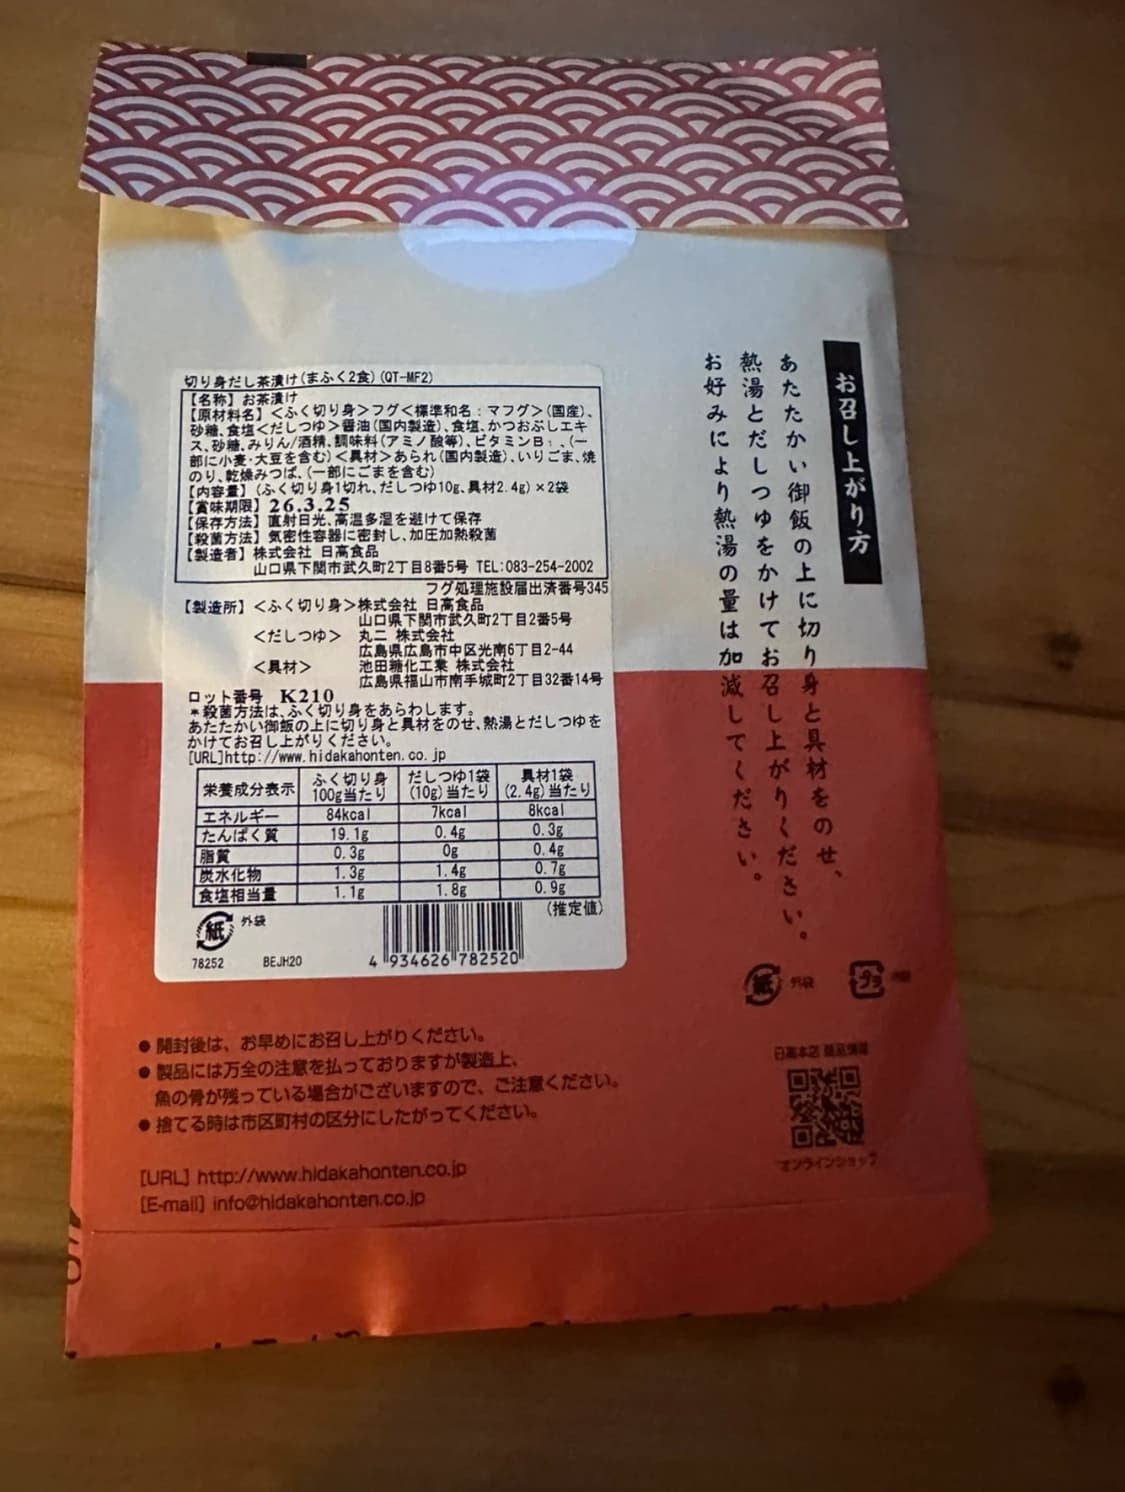 お召し上がり方
あたたかい御飯の上に切り身と具材をのせ、
熱湯とだしつゆをかけてお召し上がりください。
お好みにより熱湯の量は加減してください。
切り身だし茶漬け(まふく2食)(QT-MF2)
【名称】お茶漬け
【原材料名】<ふく切り身>フグ<標準和名：マフグ>(国産)、
砂糖、食塩<だしつゆ>醤油(国内製造)、食塩、かつおぶしエキ
ス、砂糖、みりん/酒精、調味料(アミノ酸等)、ビタミンB₁、(一
部に小麦・大豆を含む)<具材>あられ(国内製造)、いりごま、焼
のり、乾燥みつば、(一部にごまを含む)
【内容量】(ふく切り身1切れ、だしつゆ10g、具材2.4g)×2袋
【賞味期限】26.3.25
【保存方法】直射日光、高温多湿を避けて保存
【殺菌方法】気密性容器に密封し、加圧加熱殺菌
【製造者】株式会社 日高食品
山口県下関市武久町2丁目8番5号 TEL:083-254-2002
フグ処理施設届出済番号345
【製造所】<ふく切り身>株式会社 日高食品
山口県下関市武久町2丁目2番5号
<だしつゆ> 丸二 株式会社
広島県広島市中区光南6丁目2-44
<具材> 池田糖化工業 株式会社
広島県福山市南手城町2丁目32番14号
ロット番号 K210
*殺菌方法は、ふく切り身をあらわします。
あたたかい御飯の上に切り身と具材をのせ、熱湯とだしつゆを
かけてお召し上がりください。
[URL]http://www.hidakahonten.co.jp
栄養成分表示 ふく切り身100g当たり だしつゆ1袋(10g)当たり 具材1袋(2.4g)当たり
エネルギー 84kcal 7kcal 8kcal
たんぱく質 19.1g 0.4g 0.3g
脂質 0.3g 0g 0.4g
炭水化物 1.3g 1.4g 0.7g
食塩相当量 1.1g 1.8g 0.9g
(推定値)
紙 外袋
78252 BEJH20
4 934626 782520
紙 外袋 プラ
●開封後は、お早めにお召し上がりください。
●製品には万全の注意を払っておりますが製造上、
魚の骨が残っている場合がございますので、ご注意ください。
●捨てる時は市区町村の区分にしたがってください。
[URL] http://www.hidakahonten.co.jp
[E-mail] info@hidakahonten.co.jp
日高本店 商品情報
オンラインショップ